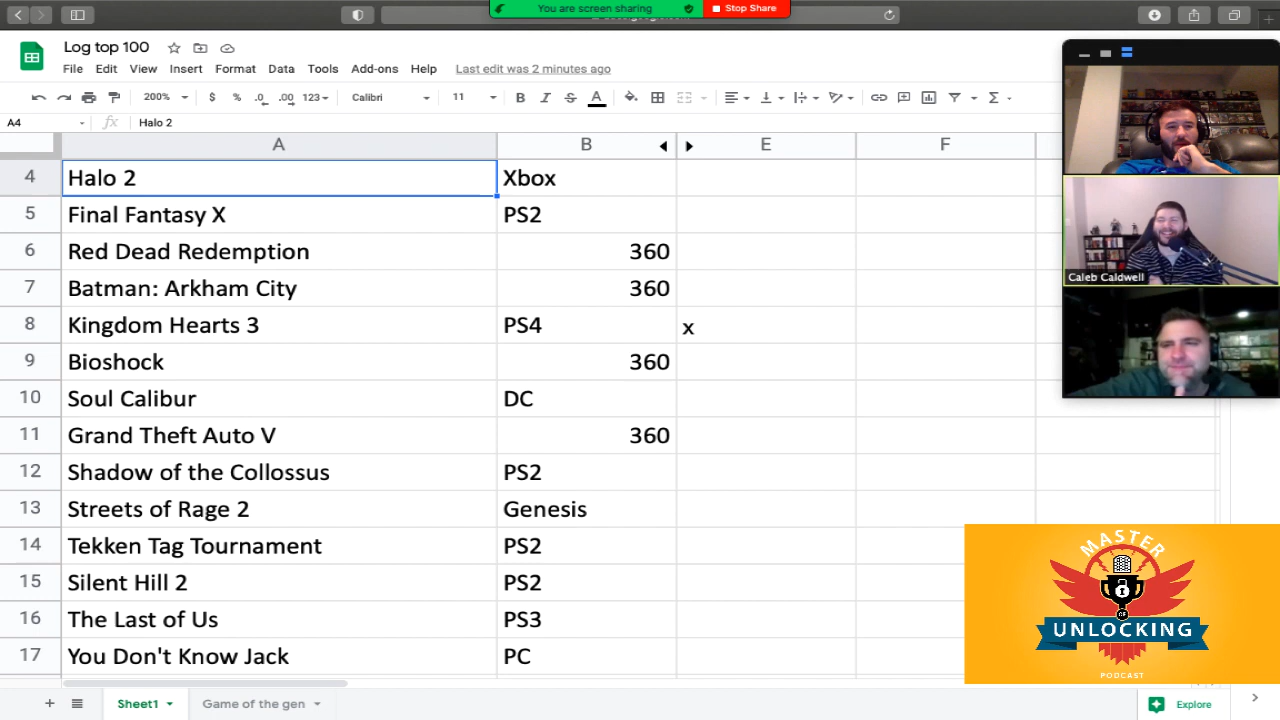 You are screen sharing
Stop Share
Log top 100
File Edit View Insert Format Data Tools Add-ons Help Last edit was 2 minutes ago
200% $ % .0 .00 123 Calibri 11 B I S A
A4 fx Halo 2
A B E F
4 Halo 2 Xbox
5 Final Fantasy X PS2
6 Red Dead Redemption 360
7 Batman: Arkham City 360
8 Kingdom Hearts 3 PS4 x
9 Bioshock 360
10 Soul Calibur DC
11 Grand Theft Auto V 360
12 Shadow of the Collossus PS2
13 Streets of Rage 2 Genesis
14 Tekken Tag Tournament PS2
15 Silent Hill 2 PS2
16 The Last of Us PS3
17 You Don't Know Jack PC
Sheet1 Game of the gen
Explore
Caleb Caldwell
MASTER
OF
UNLOCKING
PODCAST